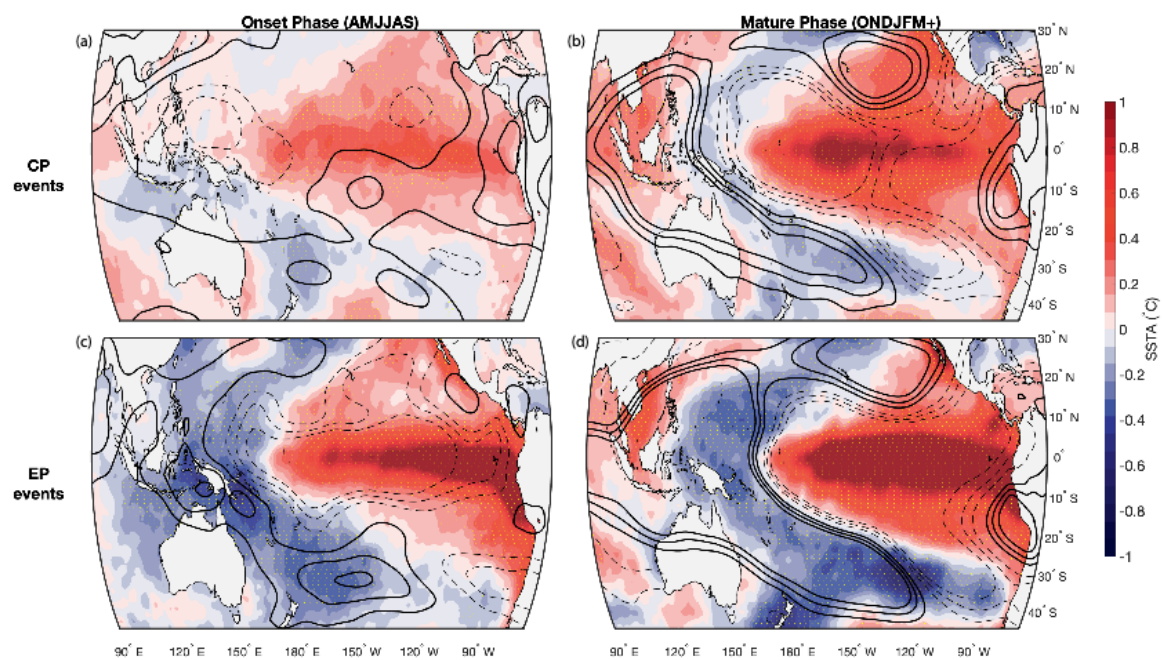 Onset Phase (AMJJAS)
Mature Phase (ONDJFM+)
(a)
(b)
30° N
20° N
10° N
0°
10° S
20° S
30° S
40° S
CP
events
(c)
(d)
30° N
20° N
10° N
0°
10° S
20° S
30° S
40° S
EP
events
90° E 120° E 150° E 180° E 150° W 120° W 90° W
90° E 120° E 150° E 180° E 150° W 120° W 90° W
1
0.8
0.6
0.4
0.2
0
-0.2
-0.4
-0.6
-0.8
-1
SSTA (°C)